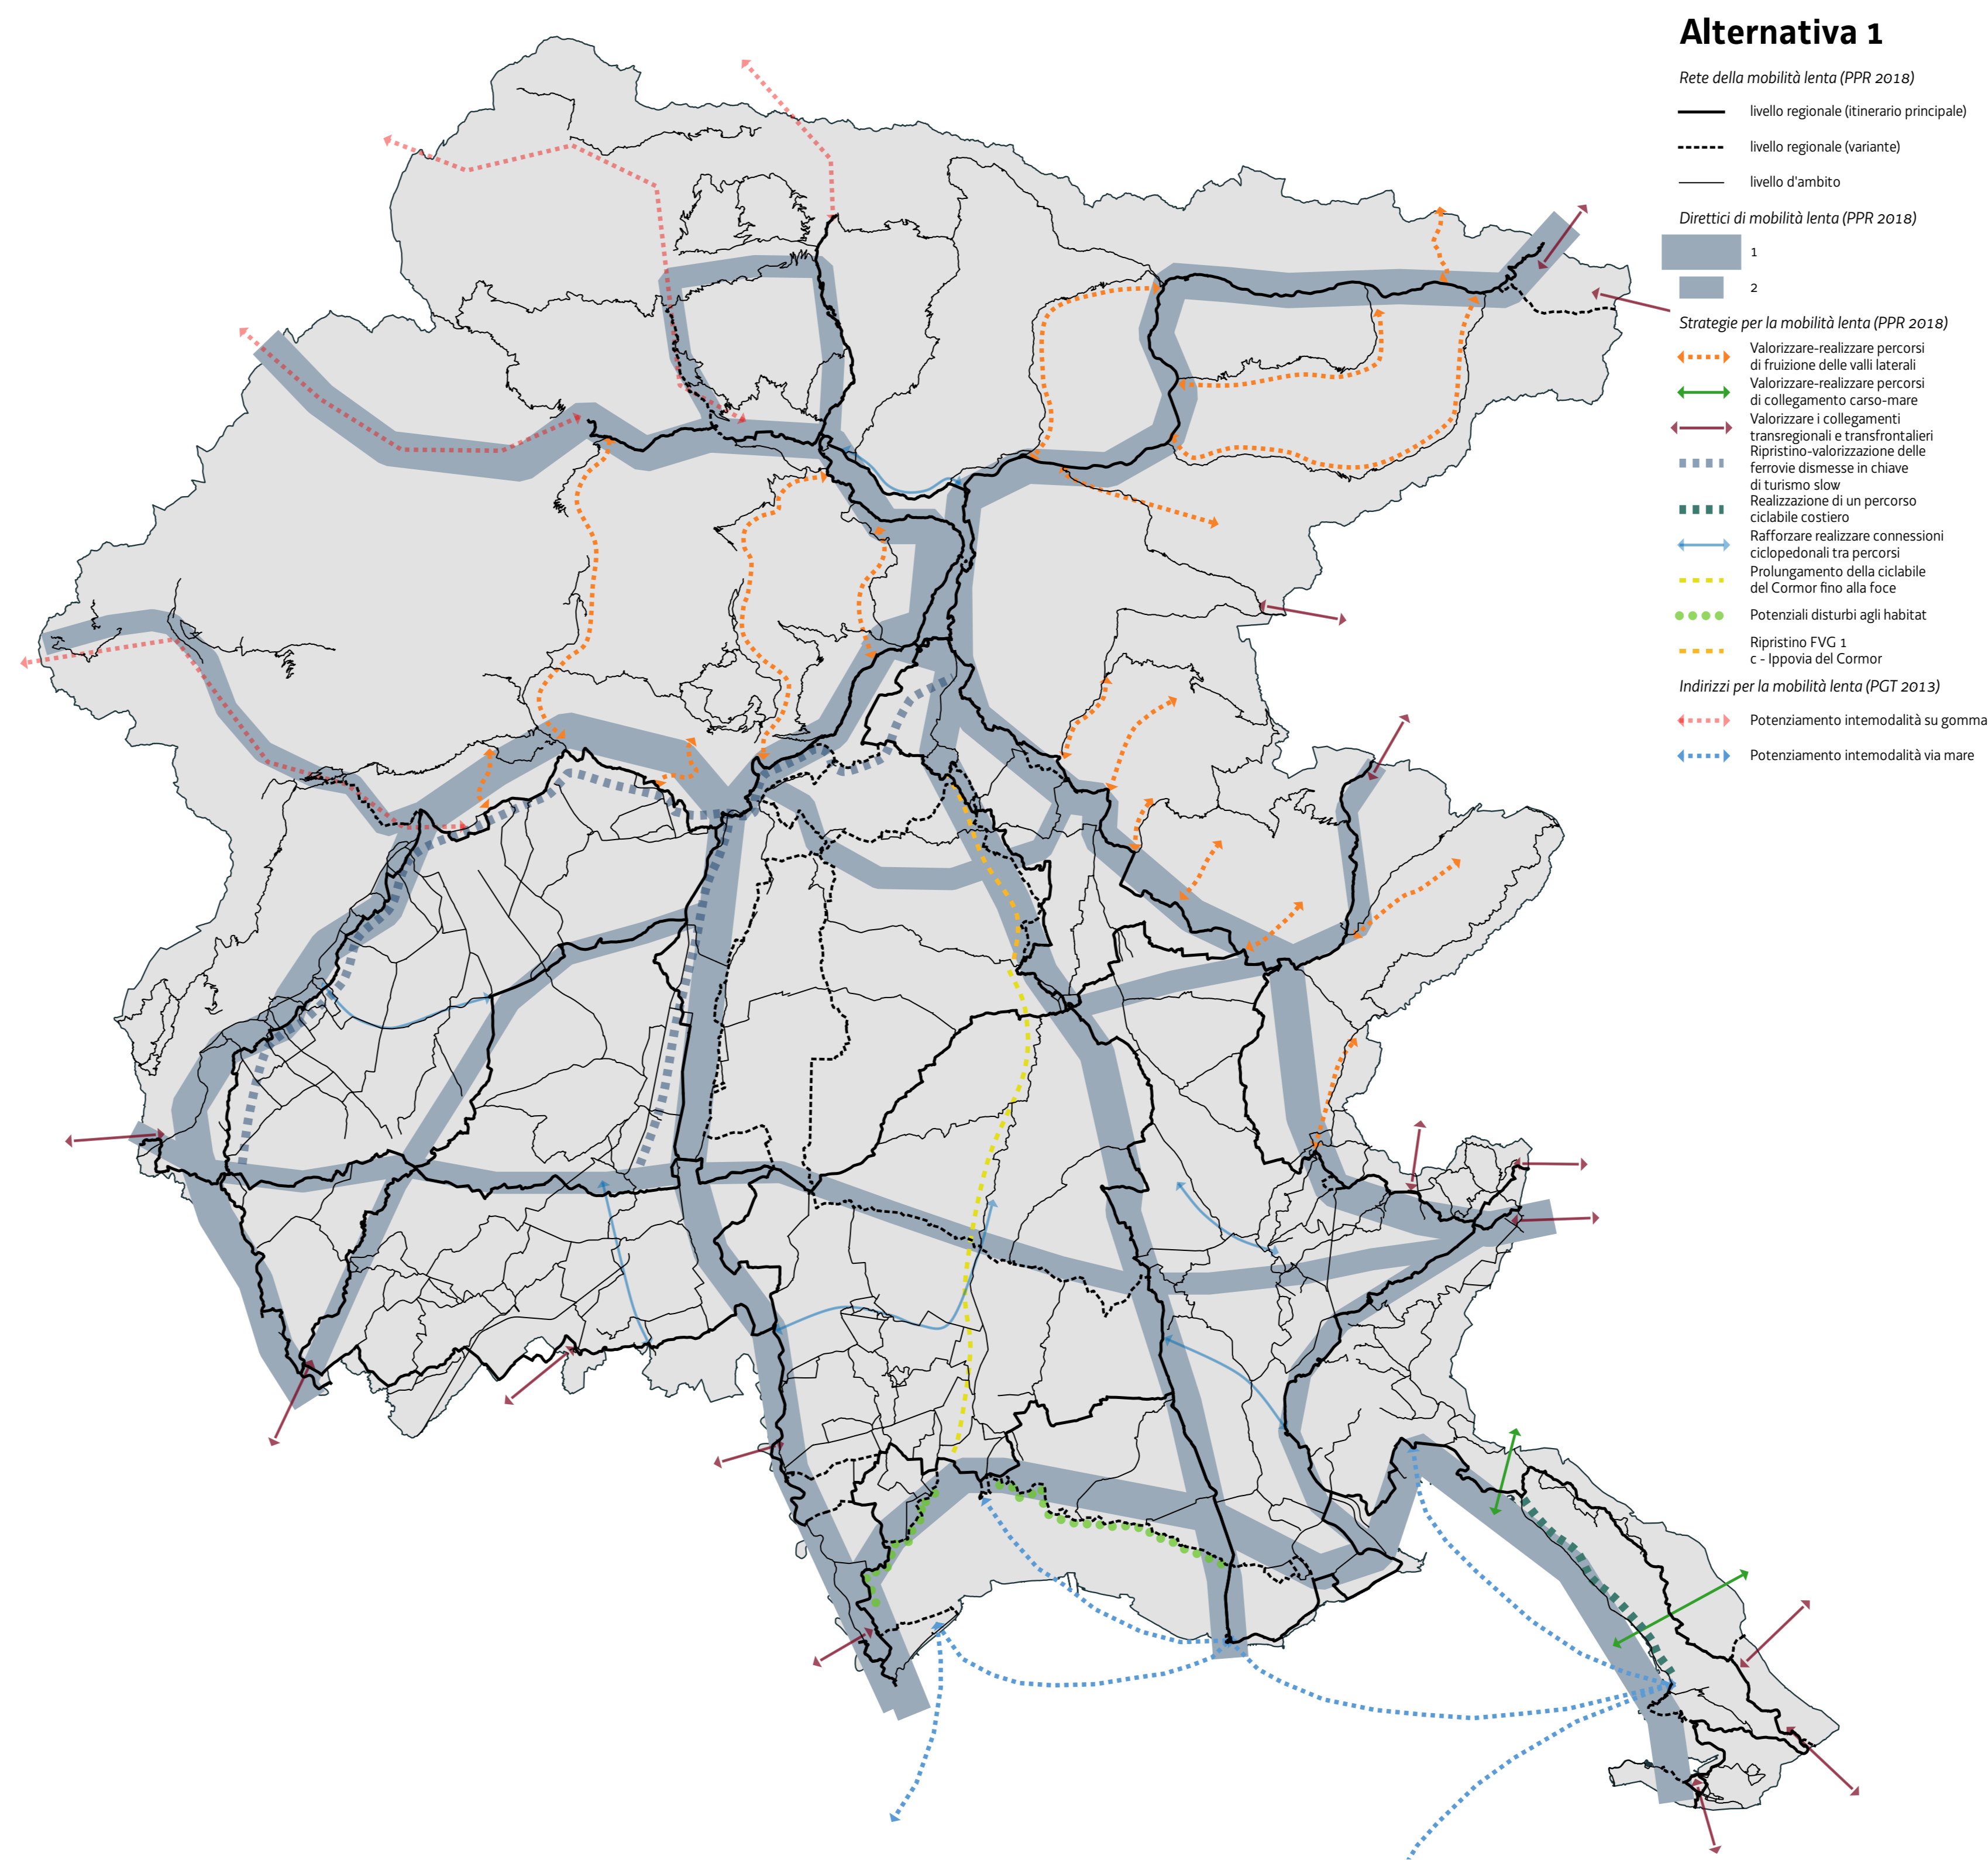 Alternativa 1
Rete della mobilità lenta (PPR 2018)
livello regionale (itinerario principale)
livello regionale (variante)
livello d'ambito
Direttici di mobilità lenta (PPR 2018)
1
2
Strategie per la mobilità lenta (PPR 2018)
Valorizzare-realizzare percorsi
di fruizione delle valli laterali
Valorizzare-realizzare percorsi
di collegamento carso-mare
Valorizzare i collegamenti
transregionali e transfrontalieri
Ripristino-valorizzazione delle
ferrovie dismesse in chiave
di turismo slow
Realizzazione di un percorso
ciclabile costiero
Rafforzare realizzare connessioni
ciclopedonali tra percorsi
Prolungamento della ciclabile
del Cormor fino alla foce
Potenziali disturbi agli habitat
Ripristino FVG 1
c - Ippovia del Cormor
Indirizzi per la mobilità lenta (PGT 2013)
Potenziamento intemodalità su gomma
Potenziamento intemodalità via mare